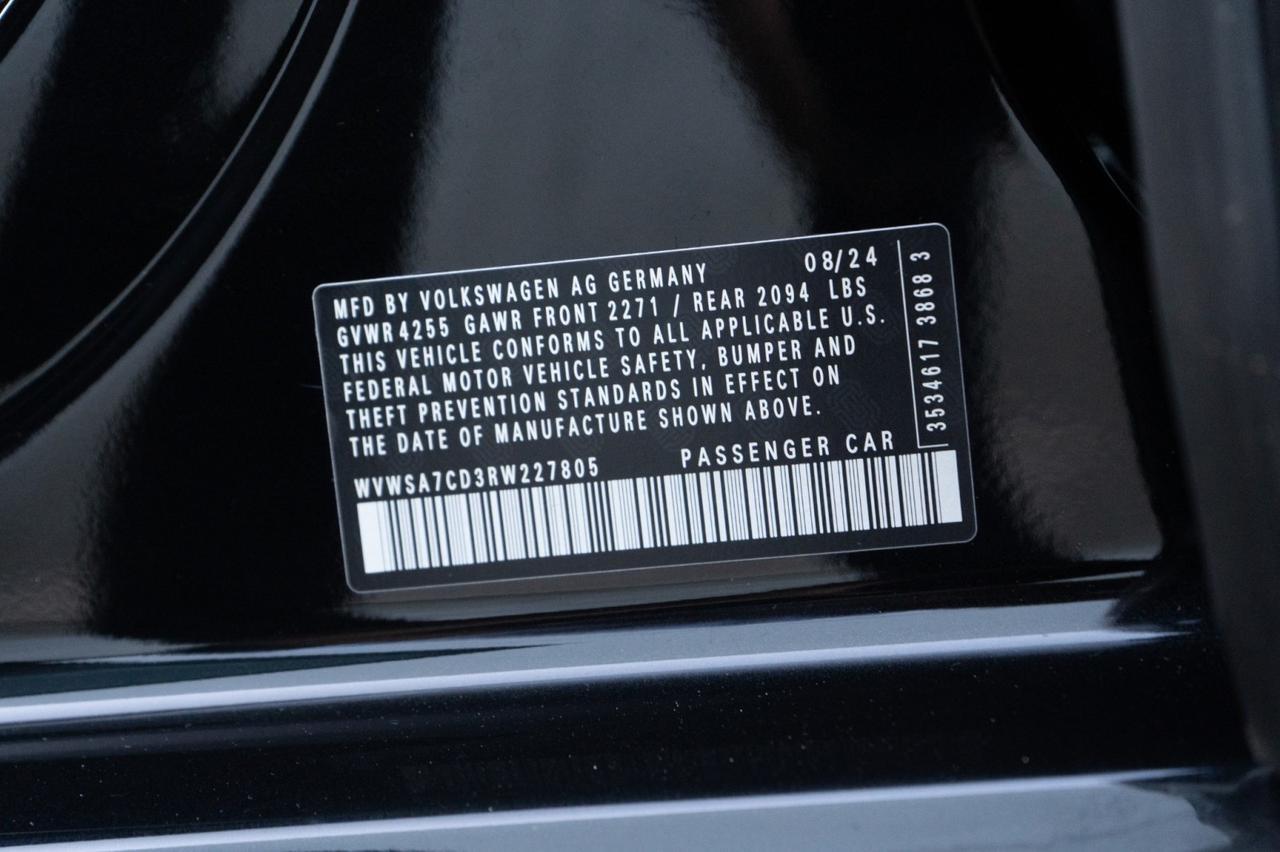 MFD BY VOLKSWAGEN AG GERMANY 08/24
GVWR 4255 GAWR FRONT 2271 / REAR 2094 LBS
THIS VEHICLE CONFORMS TO ALL APPLICABLE U.S.
FEDERAL MOTOR VEHICLE SAFETY, BUMPER AND
THEFT PREVENTION STANDARDS IN EFFECT ON
THE DATE OF MANUFACTURE SHOWN ABOVE.
WVWSA7CD3RW227805 PASSENGER CAR
3534617 3868 3